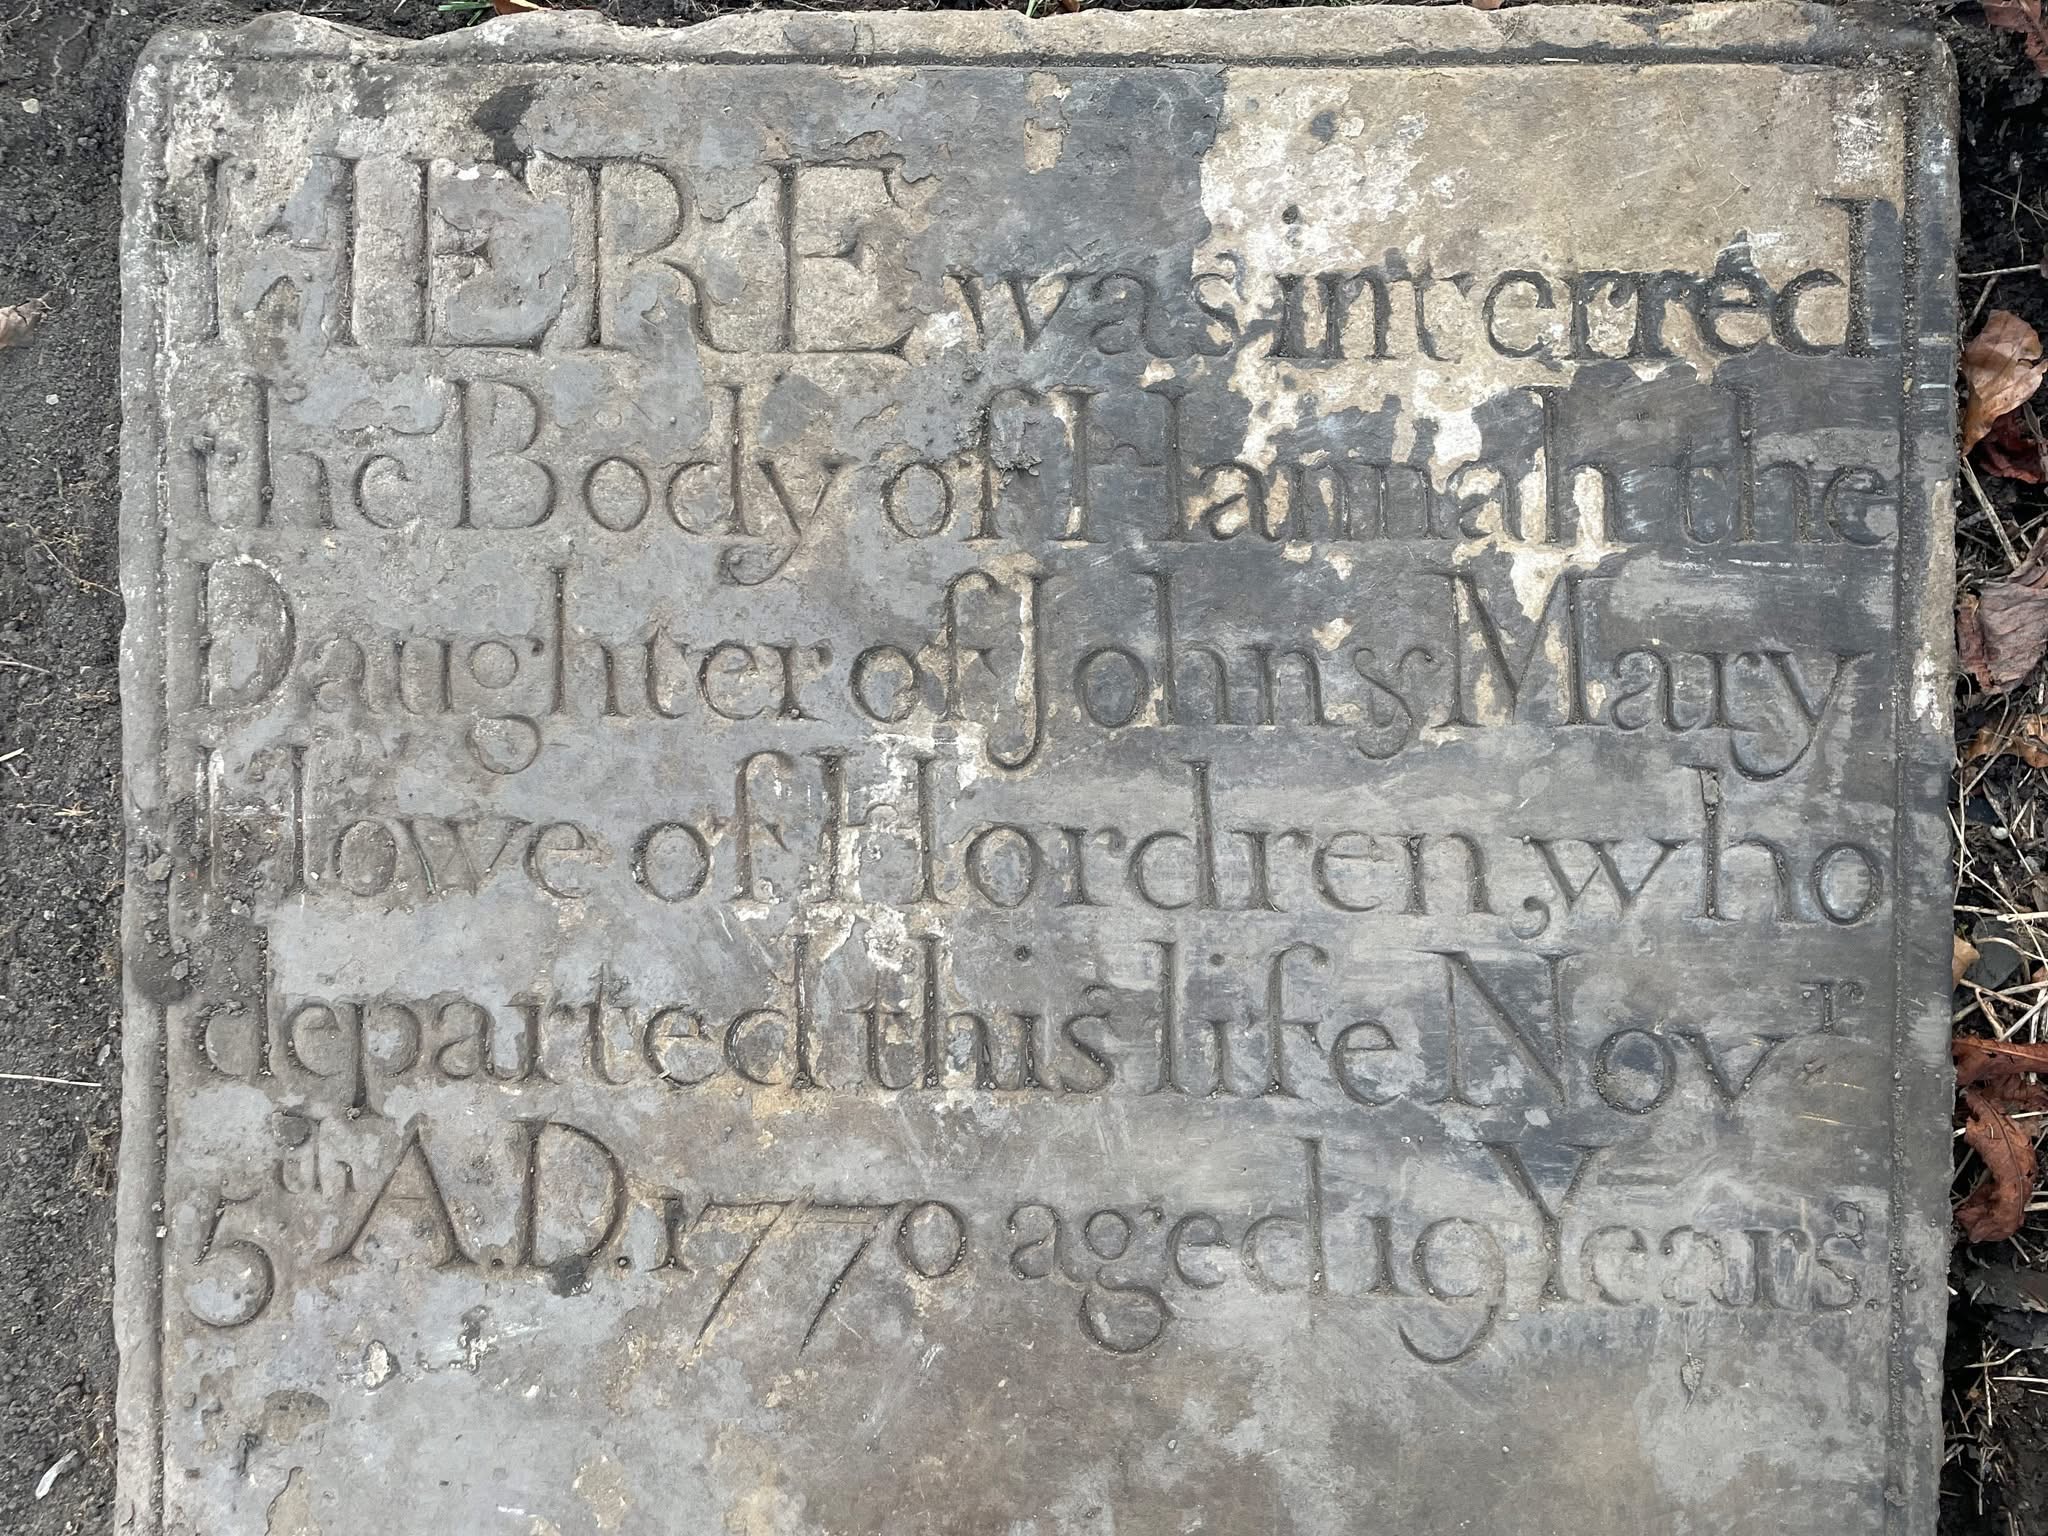 HERE was interred
the Body of Hannah the
Daughter of John & Mary
Howe of Hordren, who
departed this life Novr
5th A.D. 1770 aged 19 Years.